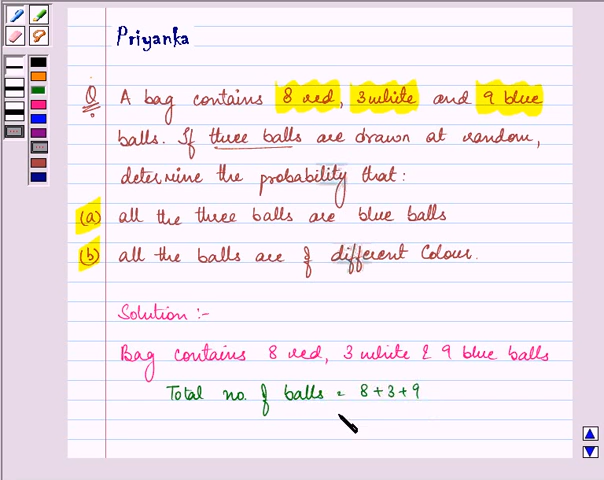 Priyanka
Q. A bag contains 8 red, 3 white and 9 blue
balls. If three balls are drawn at random,
determine the probability that:
(a) all the three balls are blue balls
(b) all the balls are of different Colour.
Solution :-
Bag contains 8 red, 3 white & 9 blue balls
Total no. of balls = 8+3+9